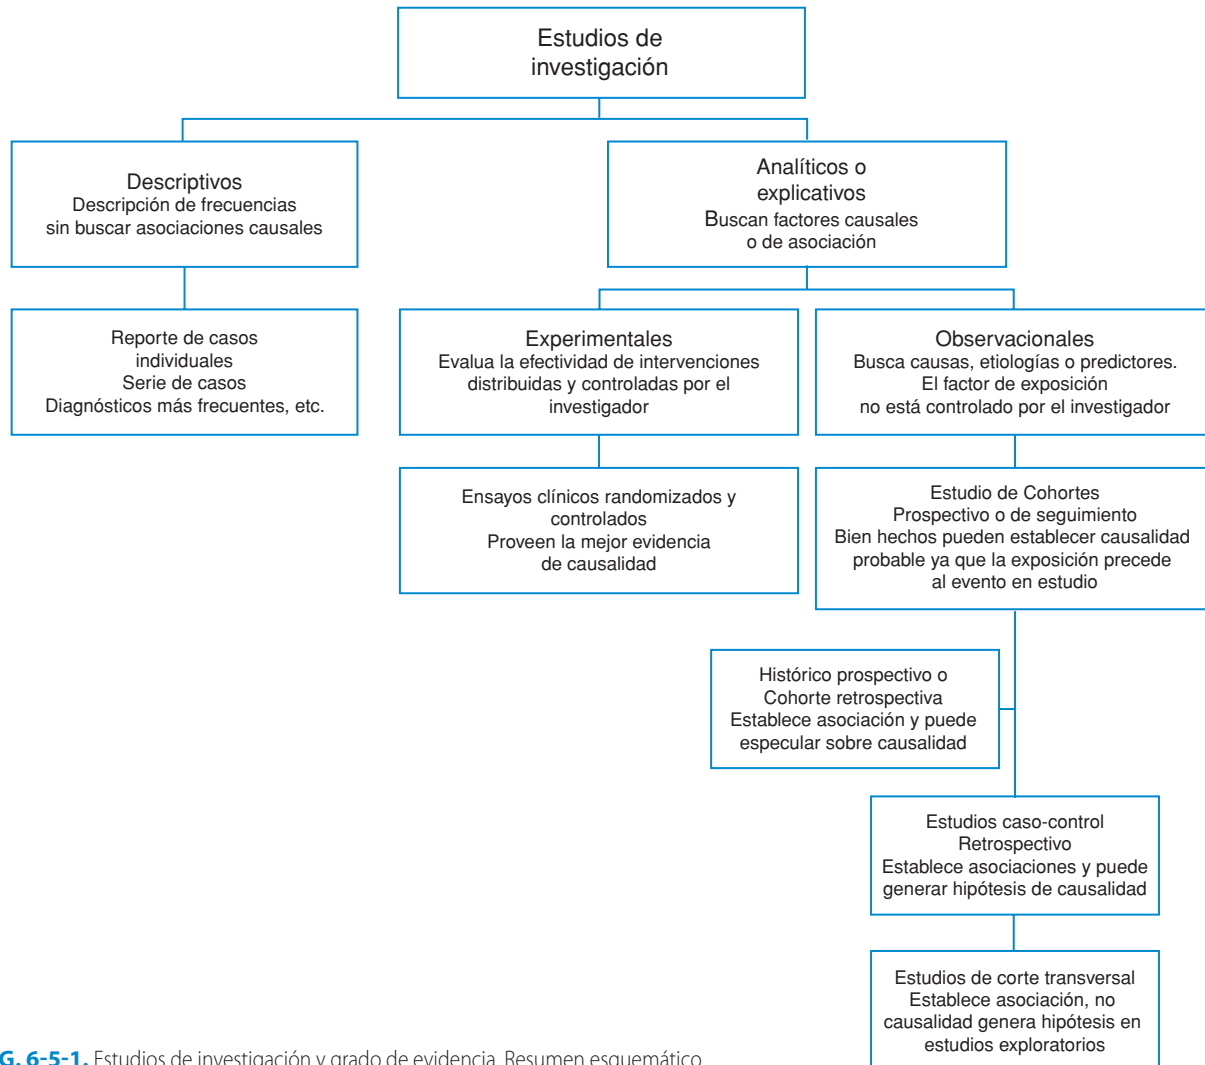 Estudios de
investigación
Descriptivos
Descripción de frecuencias
sin buscar asociaciones causales
Analíticos o
explicativos
Buscan factores causales
o de asociación
Reporte de casos
individuales
Serie de casos
Diagnósticos más frecuentes, etc.
Experimentales
Evalua la efectividad de intervenciones
distribuidas y controladas por el
investigador
Observacionales
Busca causas, etiologías o predictores.
El factor de exposición
no está controlado por el investigador
Ensayos clínicos randomizados y
controlados
Proveen la mejor evidencia
de causalidad
Estudio de Cohortes
Prospectivo o de seguimiento
Bien hechos pueden establecer causalidad
probable ya que la exposición precede
al evento en estudio
Histórico prospectivo o
Cohorte retrospectiva
Establece asociación y puede
especular sobre causalidad
Estudios caso-control
Retrospectivo
Establece asociaciones y puede
generar hipótesis de causalidad
Estudios de corte transversal
Establece asociación, no
causalidad genera hipótesis en
estudios exploratorios
G. 6-5-1. Estudios de investigación y grado de evidencia. Resumen esquemático